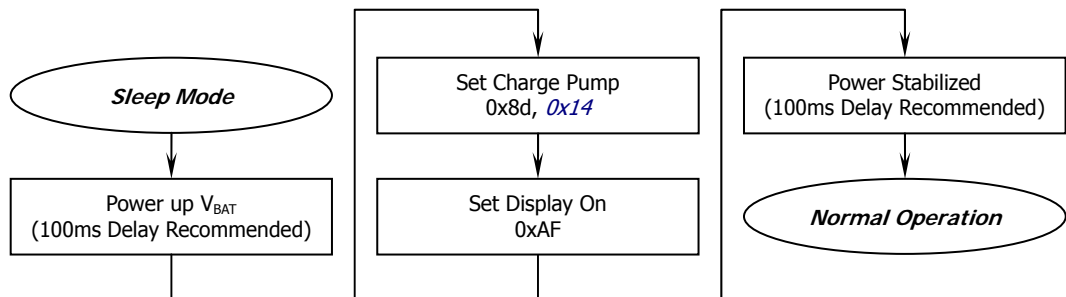 Sleep Mode
Power up VBAT
(100ms Delay Recommended)
Set Charge Pump
0x8d, 0x14
Set Display On
0xAF
Power Stabilized
(100ms Delay Recommended)
Normal Operation